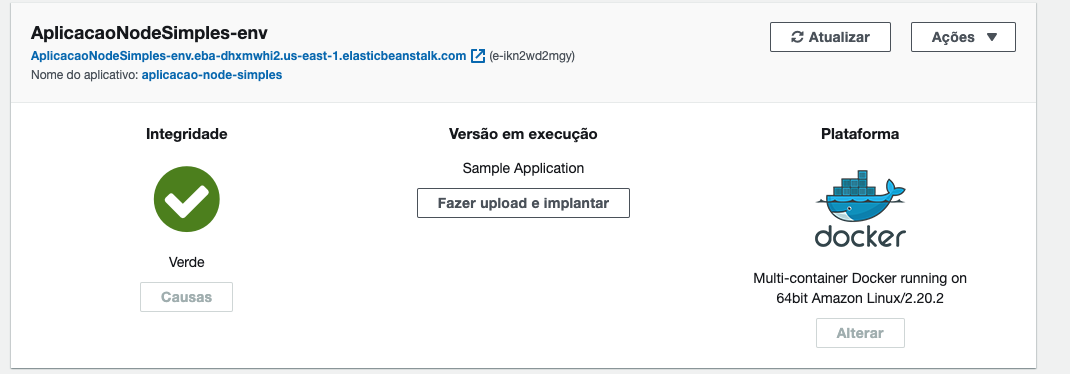 AplicacaoNodeSimples-env
AplicacaoNodeSimples-env.eba-dhxmwhi2.us-east-1.elasticbeanstalk.com (e-ikn2wd2mgy)
Nome do aplicativo: aplicacao-node-simples
Atualizar
Ações
Integridade
Verde
Causas
Versão em execução
Sample Application
Fazer upload e implantar
Plataforma
docker
Multi-container Docker running on
64bit Amazon Linux/2.20.2
Alterar